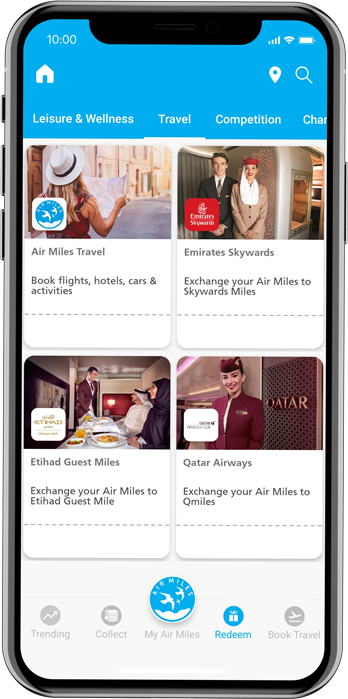 10:00
Leisure & Wellness Travel Competition Char
AIR MILES
Emirates
Skywards
Air Miles Travel
Book flights, hotels, cars &
activities
Emirates Skywards
Exchange your Air Miles to
Skywards Miles
ETIHAD
GUEST
QATAR
Etihad Guest Miles
Exchange your Air Miles to
Etihad Guest Mile
Qatar Airways
Exchange your Air Miles to
Qmiles
AIR MILES
Trending Collect My Air Miles Redeem Book Travel